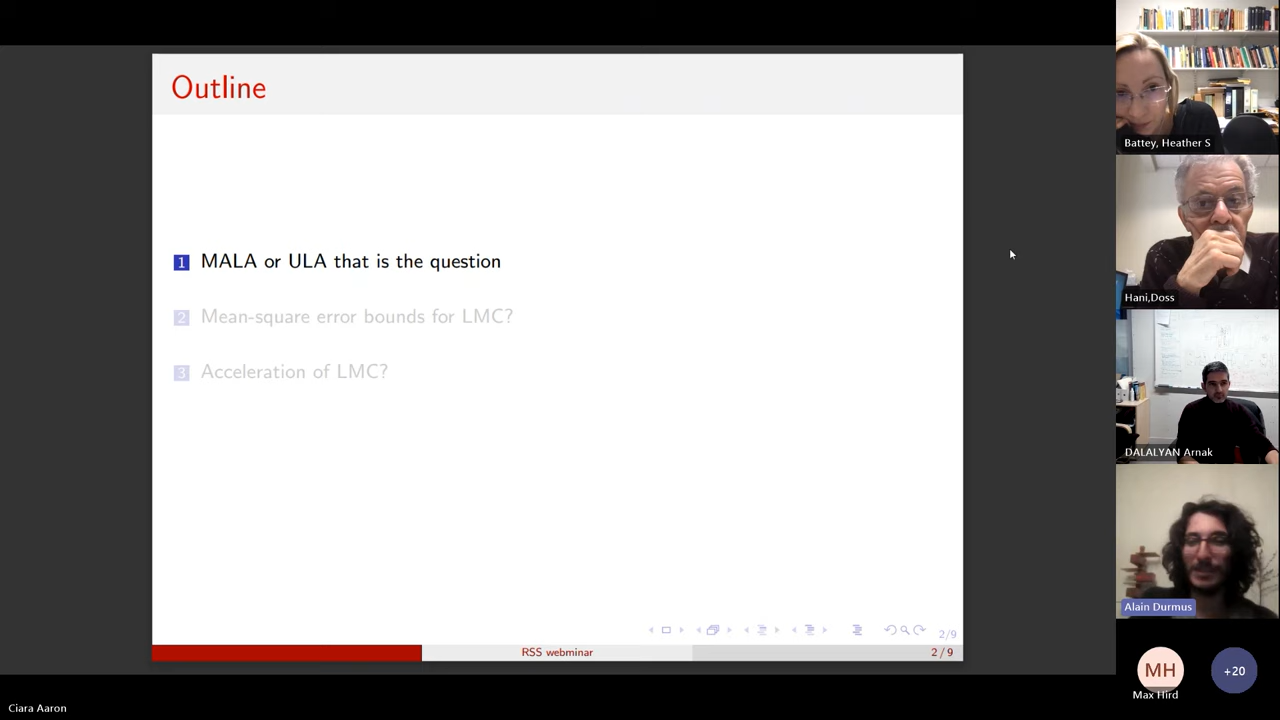 Outline
1 MALA or ULA that is the question
2 Mean-square error bounds for LMC?
3 Acceleration of LMC?
2/9
RSS webminar
2 / 9
Battey, Heather S
Hani,Doss
DALALYAN Arnak
Alain Durmus
MH
Max Hird
+20
Ciara Aaron